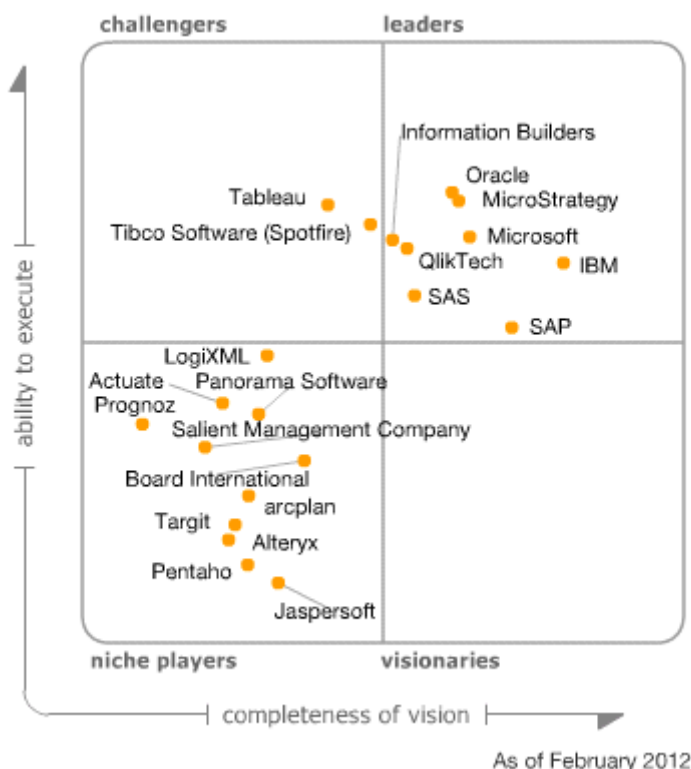 challengers
leaders
Information Builders
Oracle
Tableau
MicroStrategy
Tibco Software (Spotfire)
Microsoft
QlikTech
IBM
SAS
SAP
ability to execute
LogiXML
Actuate
Panorama Software
Prognoz
Salient Management Company
Board International
arcplan
Targit
Alteryx
Pentaho
Jaspersoft
niche players
visionaries
completeness of vision
As of February 2012